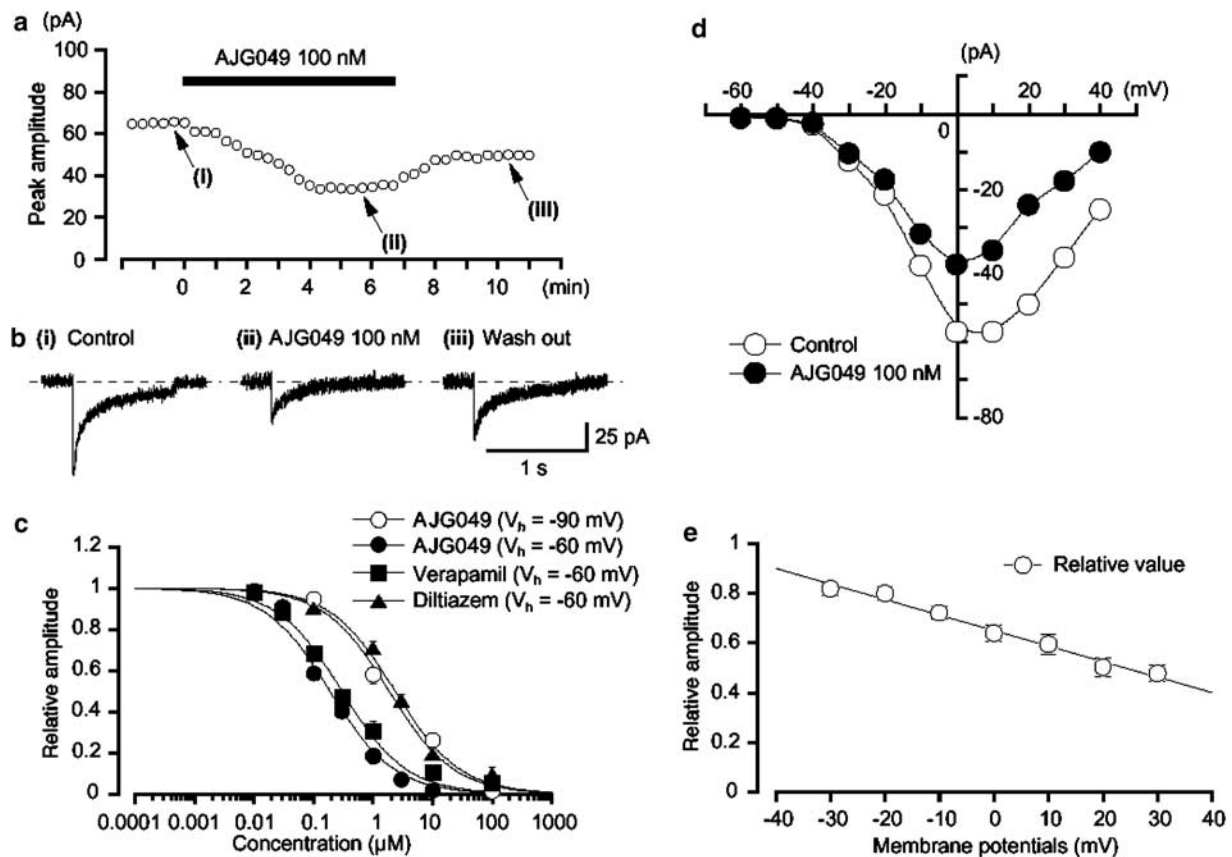 a
(pA)
AJG049 100 nM
Peak amplitude
100
80
60
40
20
0
(i)
(ii)
(iii)
0 2 4 6 8 10 (min)
b
(i) Control
(ii) AJG049 100 nM
(iii) Wash out
25 pA
1 s
c
AJG049 (Vh = -90 mV)
AJG049 (Vh = -60 mV)
Verapamil (Vh = -60 mV)
Diltiazem (Vh = -60 mV)
Relative amplitude
1.2
1
0.8
0.6
0.4
0.2
0
0.0001 0.001 0.01 0.1 1 10 100 1000
Concentration (µM)
d
(pA)
-60 -40 -20 20 40 (mV)
0
-20
-40
-80
Control
AJG049 100 nM
e
Relative value
Relative amplitude
1
0.8
0.6
0.4
0.2
0
-40 -30 -20 -10 0 10 20 30 40
Membrane potentials (mV)